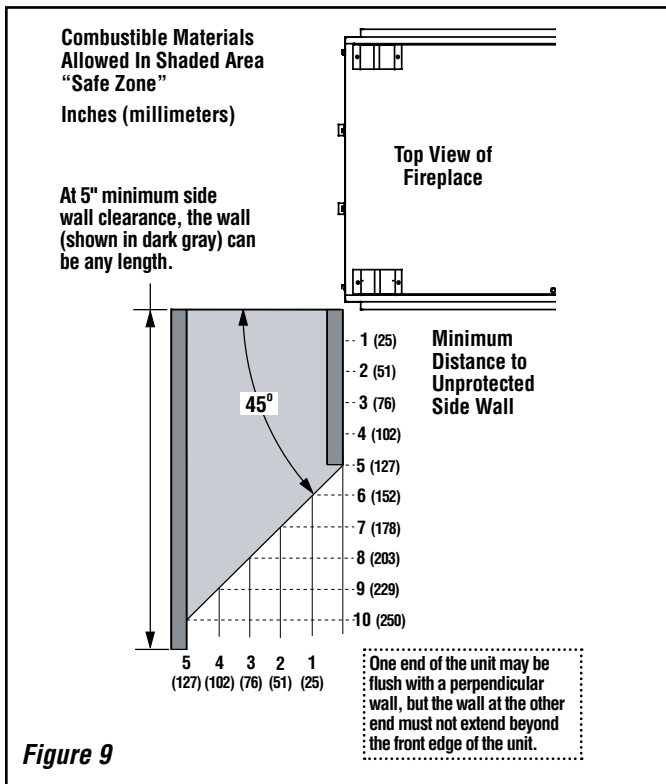 Combustible Materials
Allowed In Shaded Area
“Safe Zone”
Inches (millimeters)
Top View of
Fireplace
At 5" minimum side
wall clearance, the wall
(shown in dark gray) can
be any length.
Minimum
Distance to
Unprotected
Side Wall
45°
1 (25)
2 (51)
3 (76)
4 (102)
5 (127)
6 (152)
7 (178)
8 (203)
9 (229)
10 (250)
5 4 3 2 1
(127) (102) (76) (51) (25)
One end of the unit may be
flush with a perpendicular
wall, but the wall at the other
end must not extend beyond
the front edge of the unit.
Figure 9